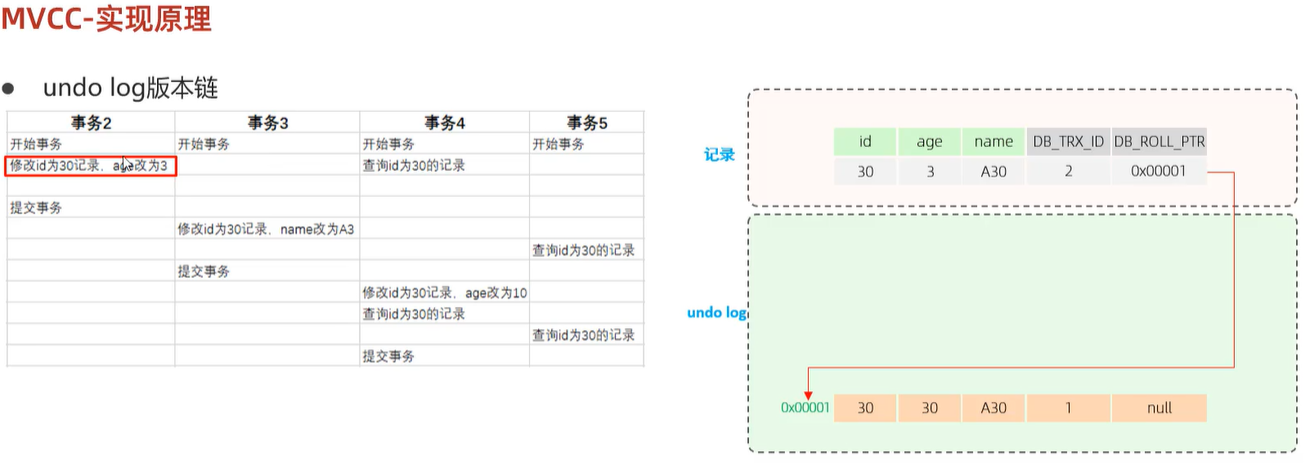 MVCC-实现原理
● undo log版本链
事务2 事务3 事务4 事务5
开始事务 开始事务 开始事务 开始事务
修改id为30记录，age改为3 查询id为30的记录
提交事务
修改id为30记录，name改为A3
查询id为30的记录
提交事务
修改id为30记录，age改为10
查询id为30的记录
查询id为30的记录
提交事务
记录
id age name DB_TRX_ID DB_ROLL_PTR
30 3 A30 2 0x00001
undo log
0x00001 30 30 A30 1 null